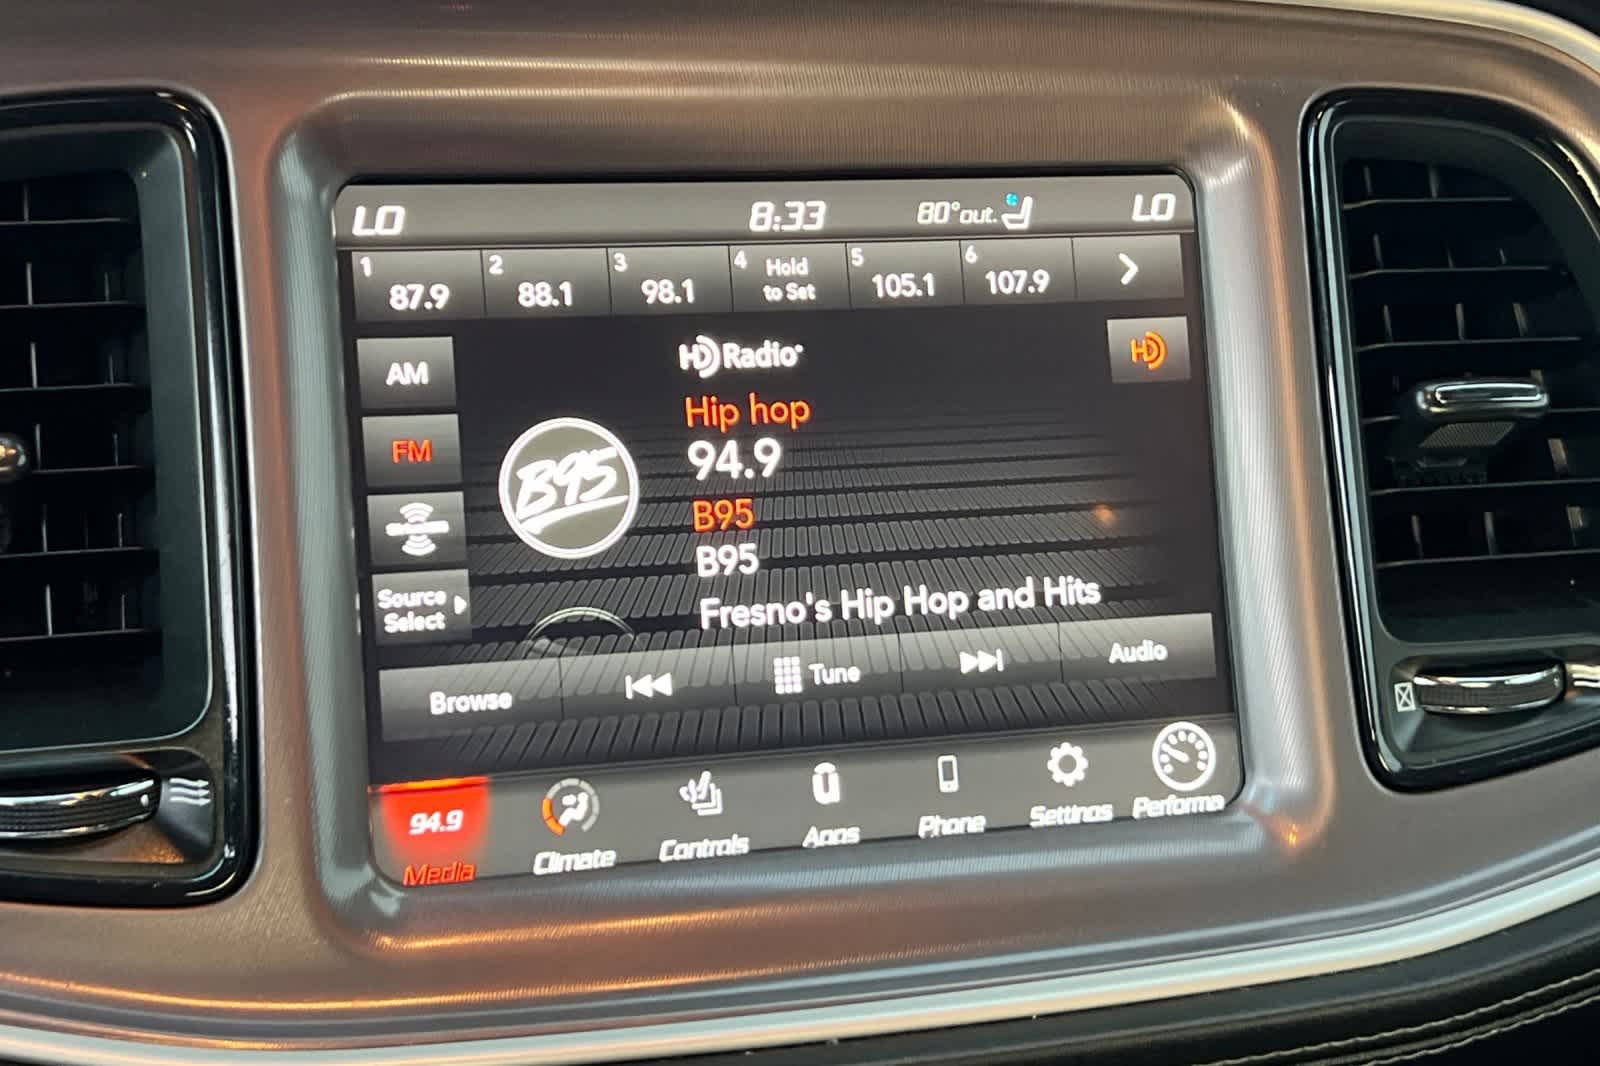 LO 8:33 80°out. LO
1 87.9 2 88.1 3 98.1 4 Hold to Set 5 105.1 6 107.9
HD Radio HD
AM
Hip hop
94.9
FM
B95
B95
B95
Fresno's Hip Hop and Hits
Source Select
Browse Tune Audio
94.9
Media Climate Controls Apps Phone Settings Performa